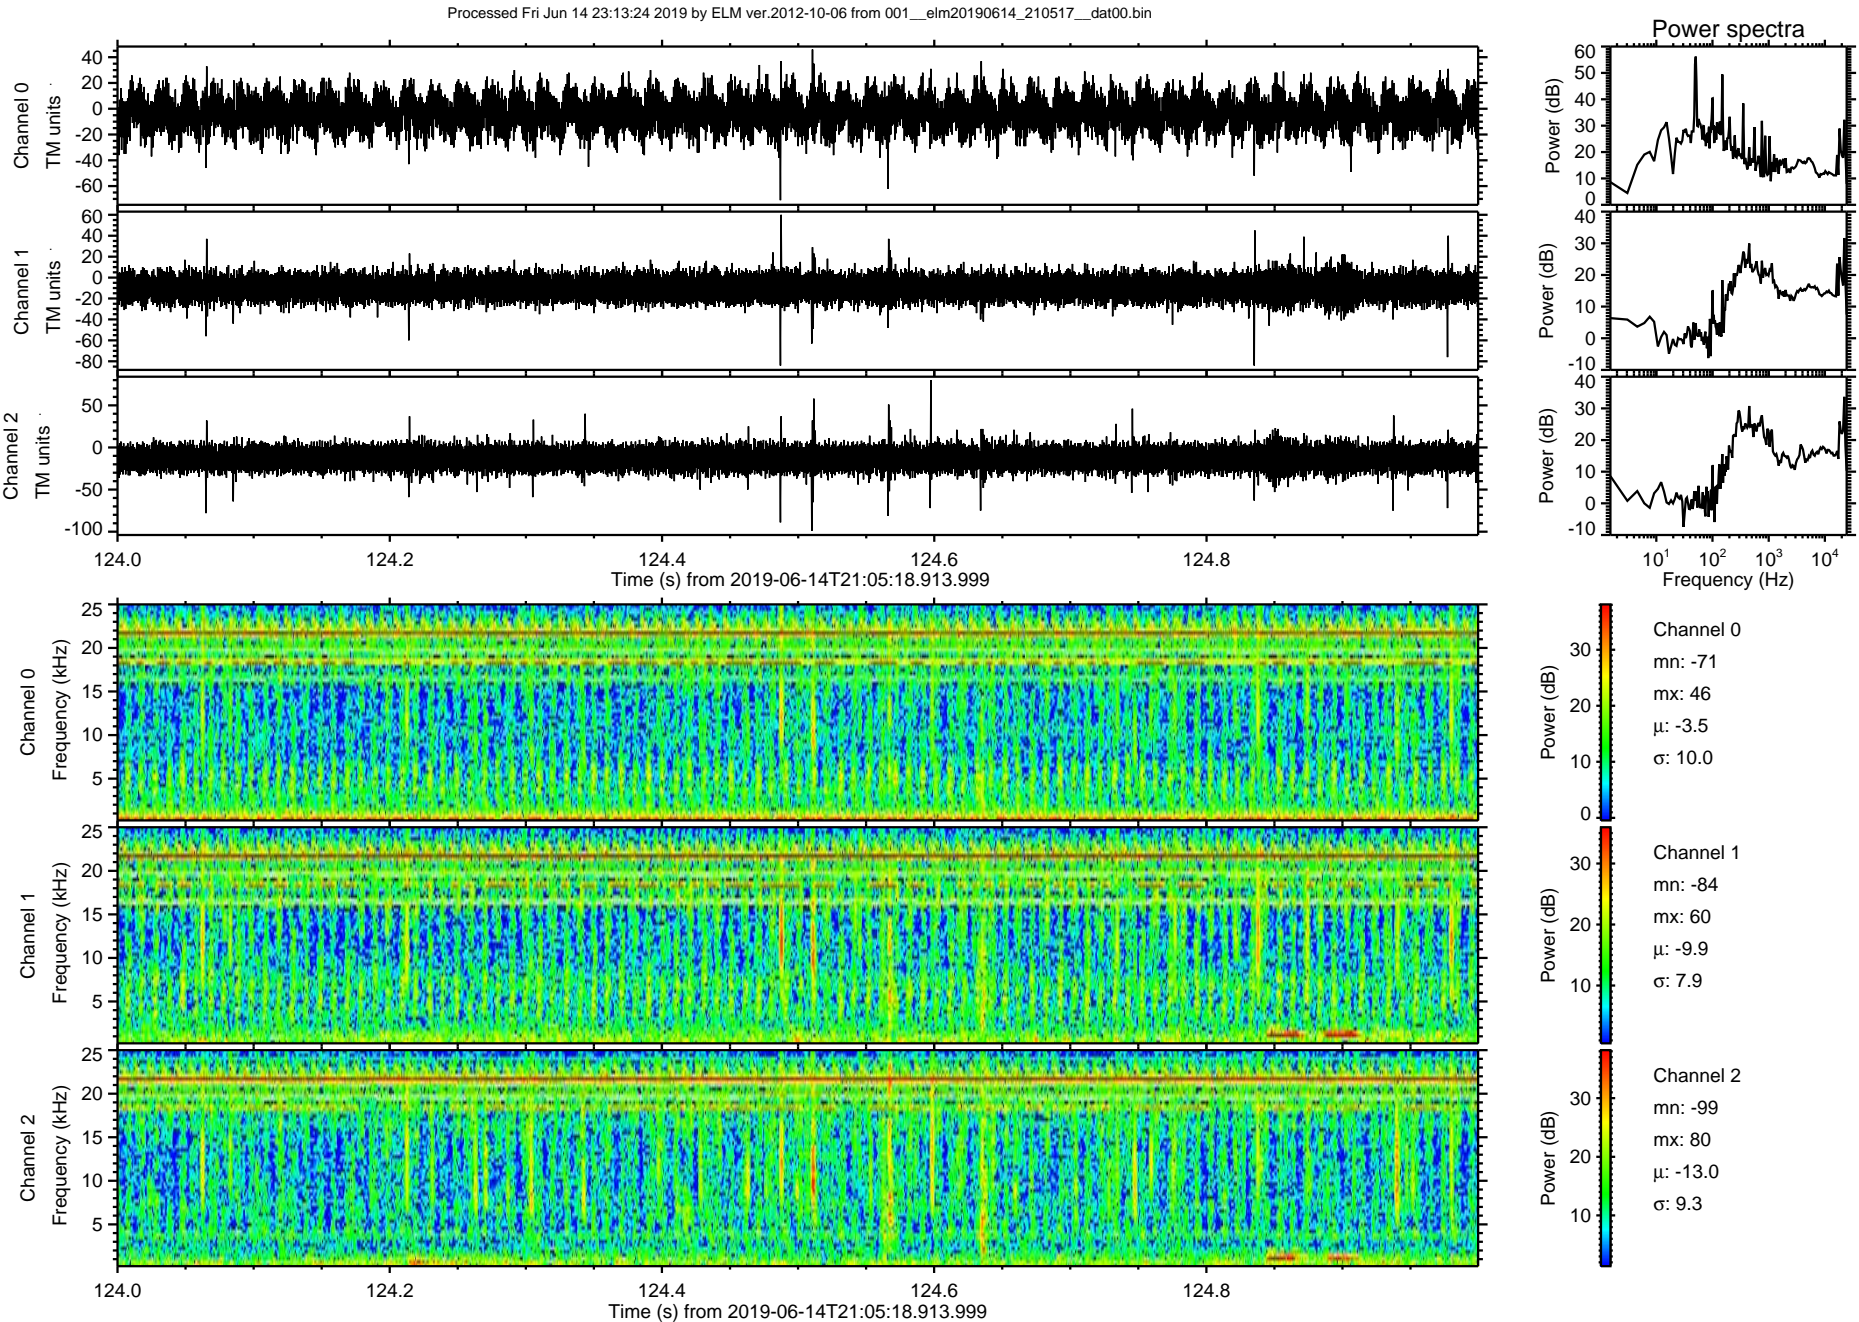 Processed Fri Jun 14 23:13:24 2019 by ELM ver.2012-10-06 from 001__elm20190614_210517__dat00.bin
Power spectra
Channel 0
TM units
40
20
0
-20
-40
-60
Power (dB)
60
50
40
30
20
10
0
Channel 1
TM units
60
40
20
0
-20
-40
-60
-80
Power (dB)
40
30
20
10
0
-10
Channel 2
TM units
50
0
-50
-100
Power (dB)
40
30
20
10
0
-10
124.0 124.2 124.4 124.6 124.8
Time (s) from 2019-06-14T21:05:18.913.999
10^1 10^2 10^3 10^4
Frequency (Hz)
Channel 0
Frequency (kHz)
25
20
15
10
5
Power (dB)
30
20
10
0
Channel 0
mn: -71
mx: 46
μ: -3.5
σ: 10.0
Channel 1
Frequency (kHz)
25
20
15
10
5
Power (dB)
30
20
10
Channel 1
mn: -84
mx: 60
μ: -9.9
σ: 7.9
Channel 2
Frequency (kHz)
25
20
15
10
5
Power (dB)
30
20
10
Channel 2
mn: -99
mx: 80
μ: -13.0
σ: 9.3
124.0 124.2 124.4 124.6 124.8
Time (s) from 2019-06-14T21:05:18.913.999